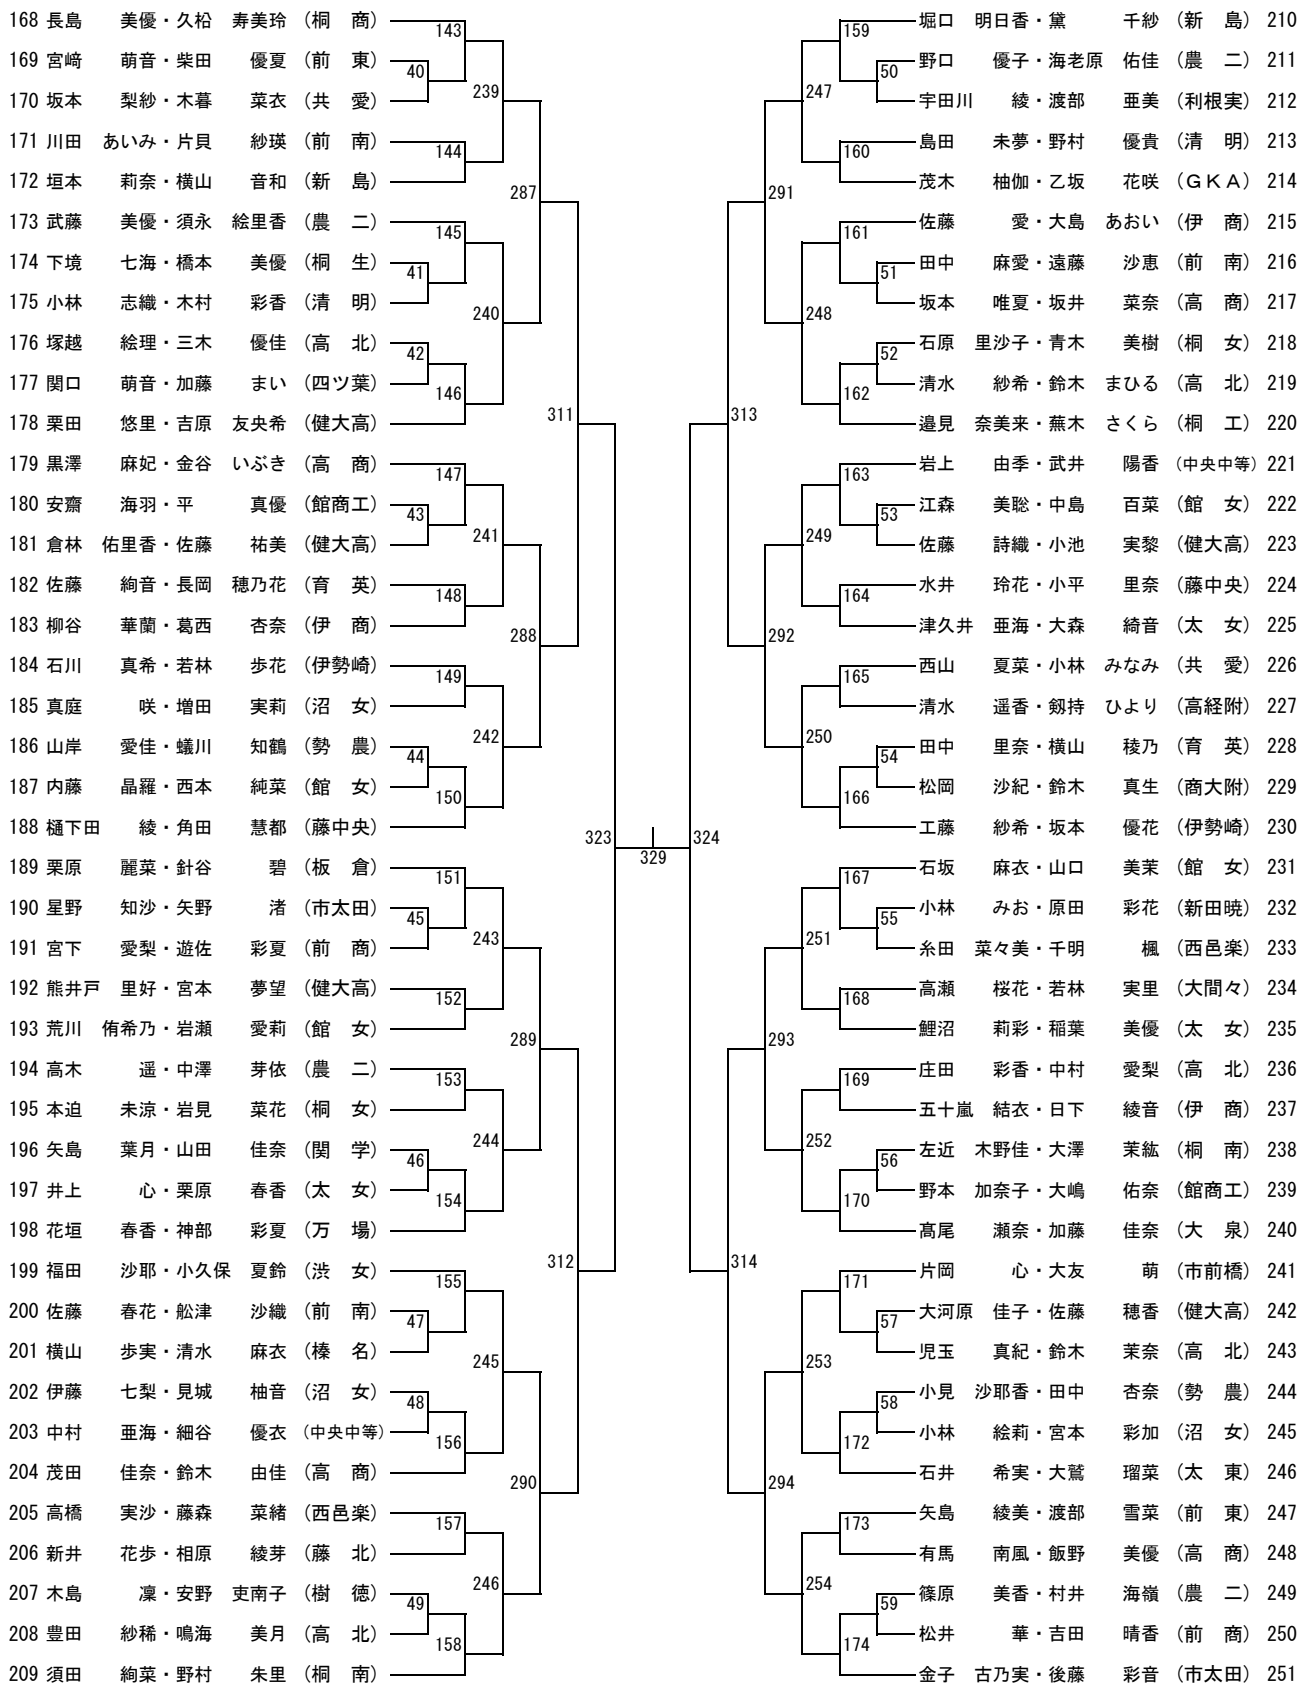 168 長島　美優・久松　寿美玲（桐　商）
169 宮﨑　萌音・柴田　優夏（前　東）
170 坂本　梨紗・木暮　菜衣（共　愛）
171 川田　あいみ・片貝　紗瑛（前　南）
172 垣本　莉奈・横山　音和（新　島）
173 武藤　美優・須永　絵里香（農　二）
174 下境　七海・橋本　美優（桐　生）
175 小林　志織・木村　彩香（清　明）
176 塚越　絵理・三木　優佳（高　北）
177 関口　萌音・加藤　まい（四ツ葉）
178 栗田　悠里・吉原　友央希（健大高）
179 黒澤　麻妃・金谷　いぶき（高　商）
180 安齋　海羽・平　真優（館商工）
181 倉林　佑里香・佐藤　祐美（健大高）
182 佐藤　絢音・長岡　穂乃花（育　英）
183 柳谷　華蘭・葛西　杏奈（伊　商）
184 石川　真希・若林　歩花（伊勢崎）
185 真庭　咲・増田　実莉（沼　女）
186 山岸　愛佳・蟻川　知鶴（勢　農）
187 内藤　晶羅・西本　純菜（館　女）
188 樋下田　綾・角田　慧都（藤中央）
189 栗原　麗菜・針谷　碧（板　倉）
190 星野　知沙・矢野　渚（市太田）
191 宮下　愛梨・遊佐　彩夏（前　商）
192 熊井戸　里好・宮本　夢望（健大高）
193 荒川　侑希乃・岩瀬　愛莉（館　女）
194 高木　遥・中澤　芽依（農　二）
195 本迫　未涼・岩見　菜花（桐　女）
196 矢島　葉月・山田　佳奈（関　学）
197 井上　心・栗原　春香（太　女）
198 花垣　春香・神部　彩夏（万　場）
199 福田　沙耶・小久保　夏鈴（渋　女）
200 佐藤　春花・舩津　沙織（前　南）
201 横山　歩実・清水　麻衣（榛　名）
202 伊藤　七梨・見城　柚音（沼　女）
203 中村　亜海・細谷　優衣（中央中等）
204 茂田　佳奈・鈴木　由佳（高　商）
205 高橋　実沙・藤森　菜緒（西邑楽）
206 新井　花歩・相原　綾芽（藤　北）
207 木島　凜・安野　吏南子（樹　徳）
208 豊田　紗稀・鳴海　美月（高　北）
209 須田　絢菜・野村　朱里（桐　南）
143
40
239
144
287
145
41
240
42
146
311
147
43
241
148
288
149
242
44
150
323
151
45
243
152
289
153
244
46
154
312
155
47
245
48
156
290
157
246
49
158
329
159
50
247
160
291
161
51
248
52
162
313
163
53
249
164
292
165
250
54
166
324
167
55
251
168
293
169
252
56
170
314
171
57
253
58
172
294
173
254
59
174
堀口　明日香・黛　千紗（新　島）210
野口　優子・海老原　佑佳（農　二）211
宇田川　綾・渡部　亜美（利根実）212
島田　未夢・野村　優貴（清　明）213
茂木　柚伽・乙坂　花咲（ＧＫＡ）214
佐藤　愛・大島　あおい（伊　商）215
田中　麻愛・遠藤　沙恵（前　南）216
坂本　唯夏・坂井　菜奈（高　商）217
石原　里沙子・青木　美樹（桐　女）218
清水　紗希・鈴木　まひる（高　北）219
邉見　奈美来・蕪木　さくら（桐　工）220
岩上　由季・武井　陽香（中央中等）221
江森　美聡・中島　百菜（館　女）222
佐藤　詩織・小池　実黎（健大高）223
水井　玲花・小平　里奈（藤中央）224
津久井　亜海・大森　綺音（太　女）225
西山　夏菜・小林　みなみ（共　愛）226
清水　遥香・剱持　ひより（高経附）227
田中　里奈・横山　稜乃（育　英）228
松岡　沙紀・鈴木　真生（商大附）229
工藤　紗希・坂本　優花（伊勢崎）230
石坂　麻衣・山口　美茉（館　女）231
小林　みお・原田　彩花（新田暁）232
糸田　菜々美・千明　楓（西邑楽）233
高瀬　桜花・若林　実里（大間々）234
鯉沼　莉彩・稲葉　美優（太　女）235
庄田　彩香・中村　愛梨（高　北）236
五十嵐　結衣・日下　綾音（伊　商）237
左近　木野佳・大澤　茉紘（桐　南）238
野本　加奈子・大嶋　佑奈（館商工）239
髙尾　瀬奈・加藤　佳奈（大　泉）240
片岡　心・大友　萌（市前橋）241
大河原　佳子・佐藤　穂香（健大高）242
児玉　真紀・鈴木　茉奈（高　北）243
小見　沙耶香・田中　杏奈（勢　農）244
小林　絵莉・宮本　彩加（沼　女）245
石井　希実・大鷲　瑠菜（太　東）246
矢島　綾美・渡部　雪菜（前　東）247
有馬　南風・飯野　美優（高　商）248
篠原　美香・村井　海嶺（農　二）249
松井　華・吉田　晴香（前　商）250
金子　古乃実・後藤　彩音（市太田）251